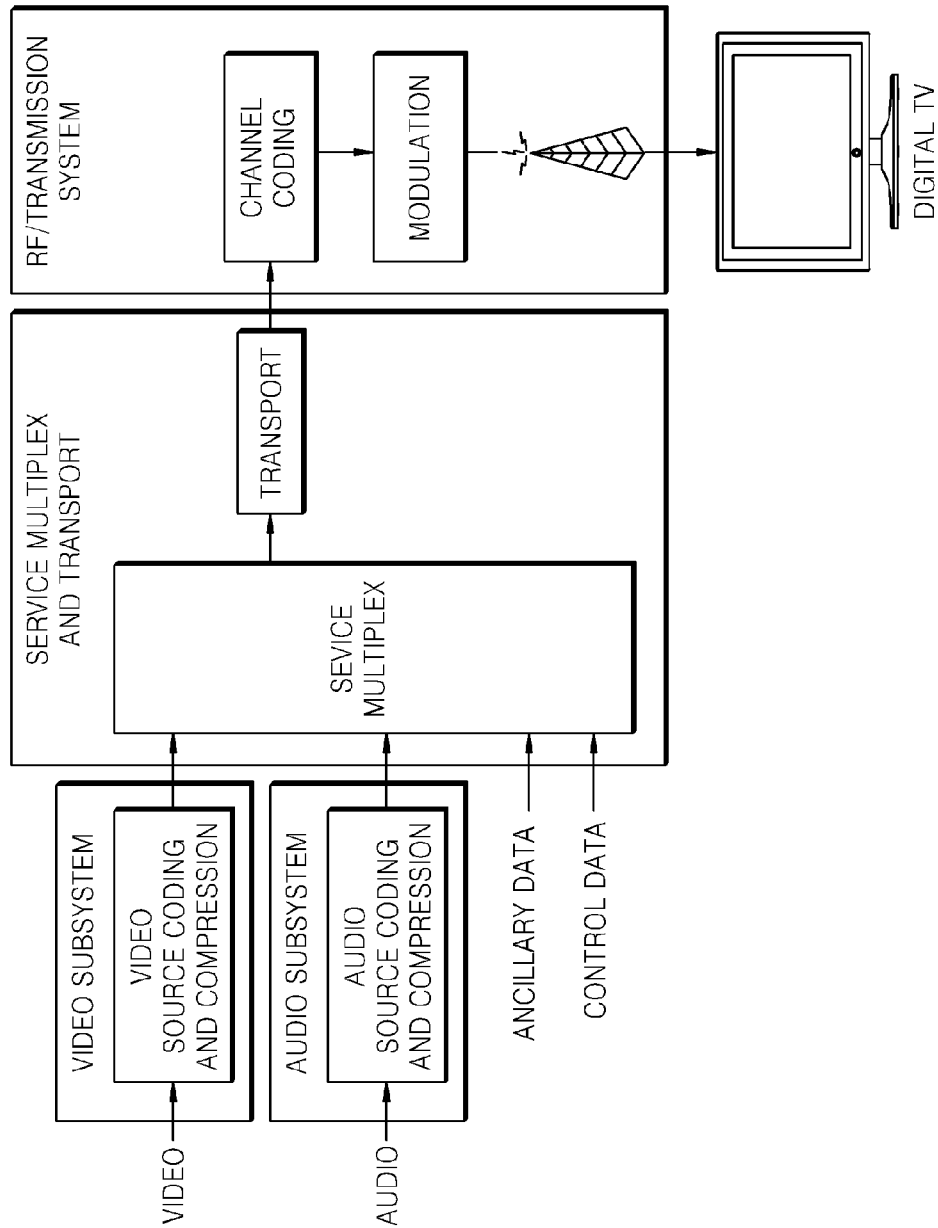 VIDEO
VIDEO SUBSYSTEM
VIDEO
SOURCE CODING
AND COMPRESSION
AUDIO
AUDIO SUBSYSTEM
AUDIO
SOURCE CODING
AND COMPRESSION
ANCILLARY DATA
CONTROL DATA
SERVICE MULTIPLEX
AND TRANSPORT
SEVICE
MULTIPLEX
TRANSPORT
RF/TRANSMISSION
SYSTEM
CHANNEL
CODING
MODULATION
DIGITAL TV